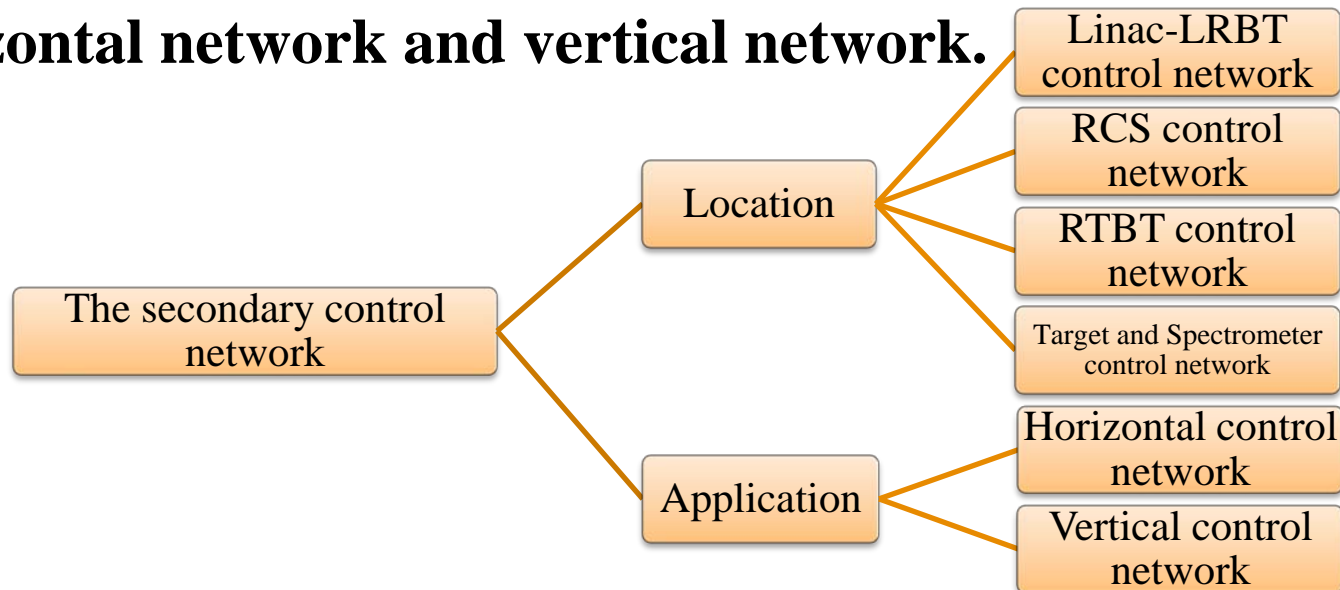 zontal network and vertical network.
Linac-LRBT
control network
RCS control
network
Location
RTBT control
network
The secondary control
network
Target and Spectrometer
control network
Horizontal control
network
Application
Vertical control
network